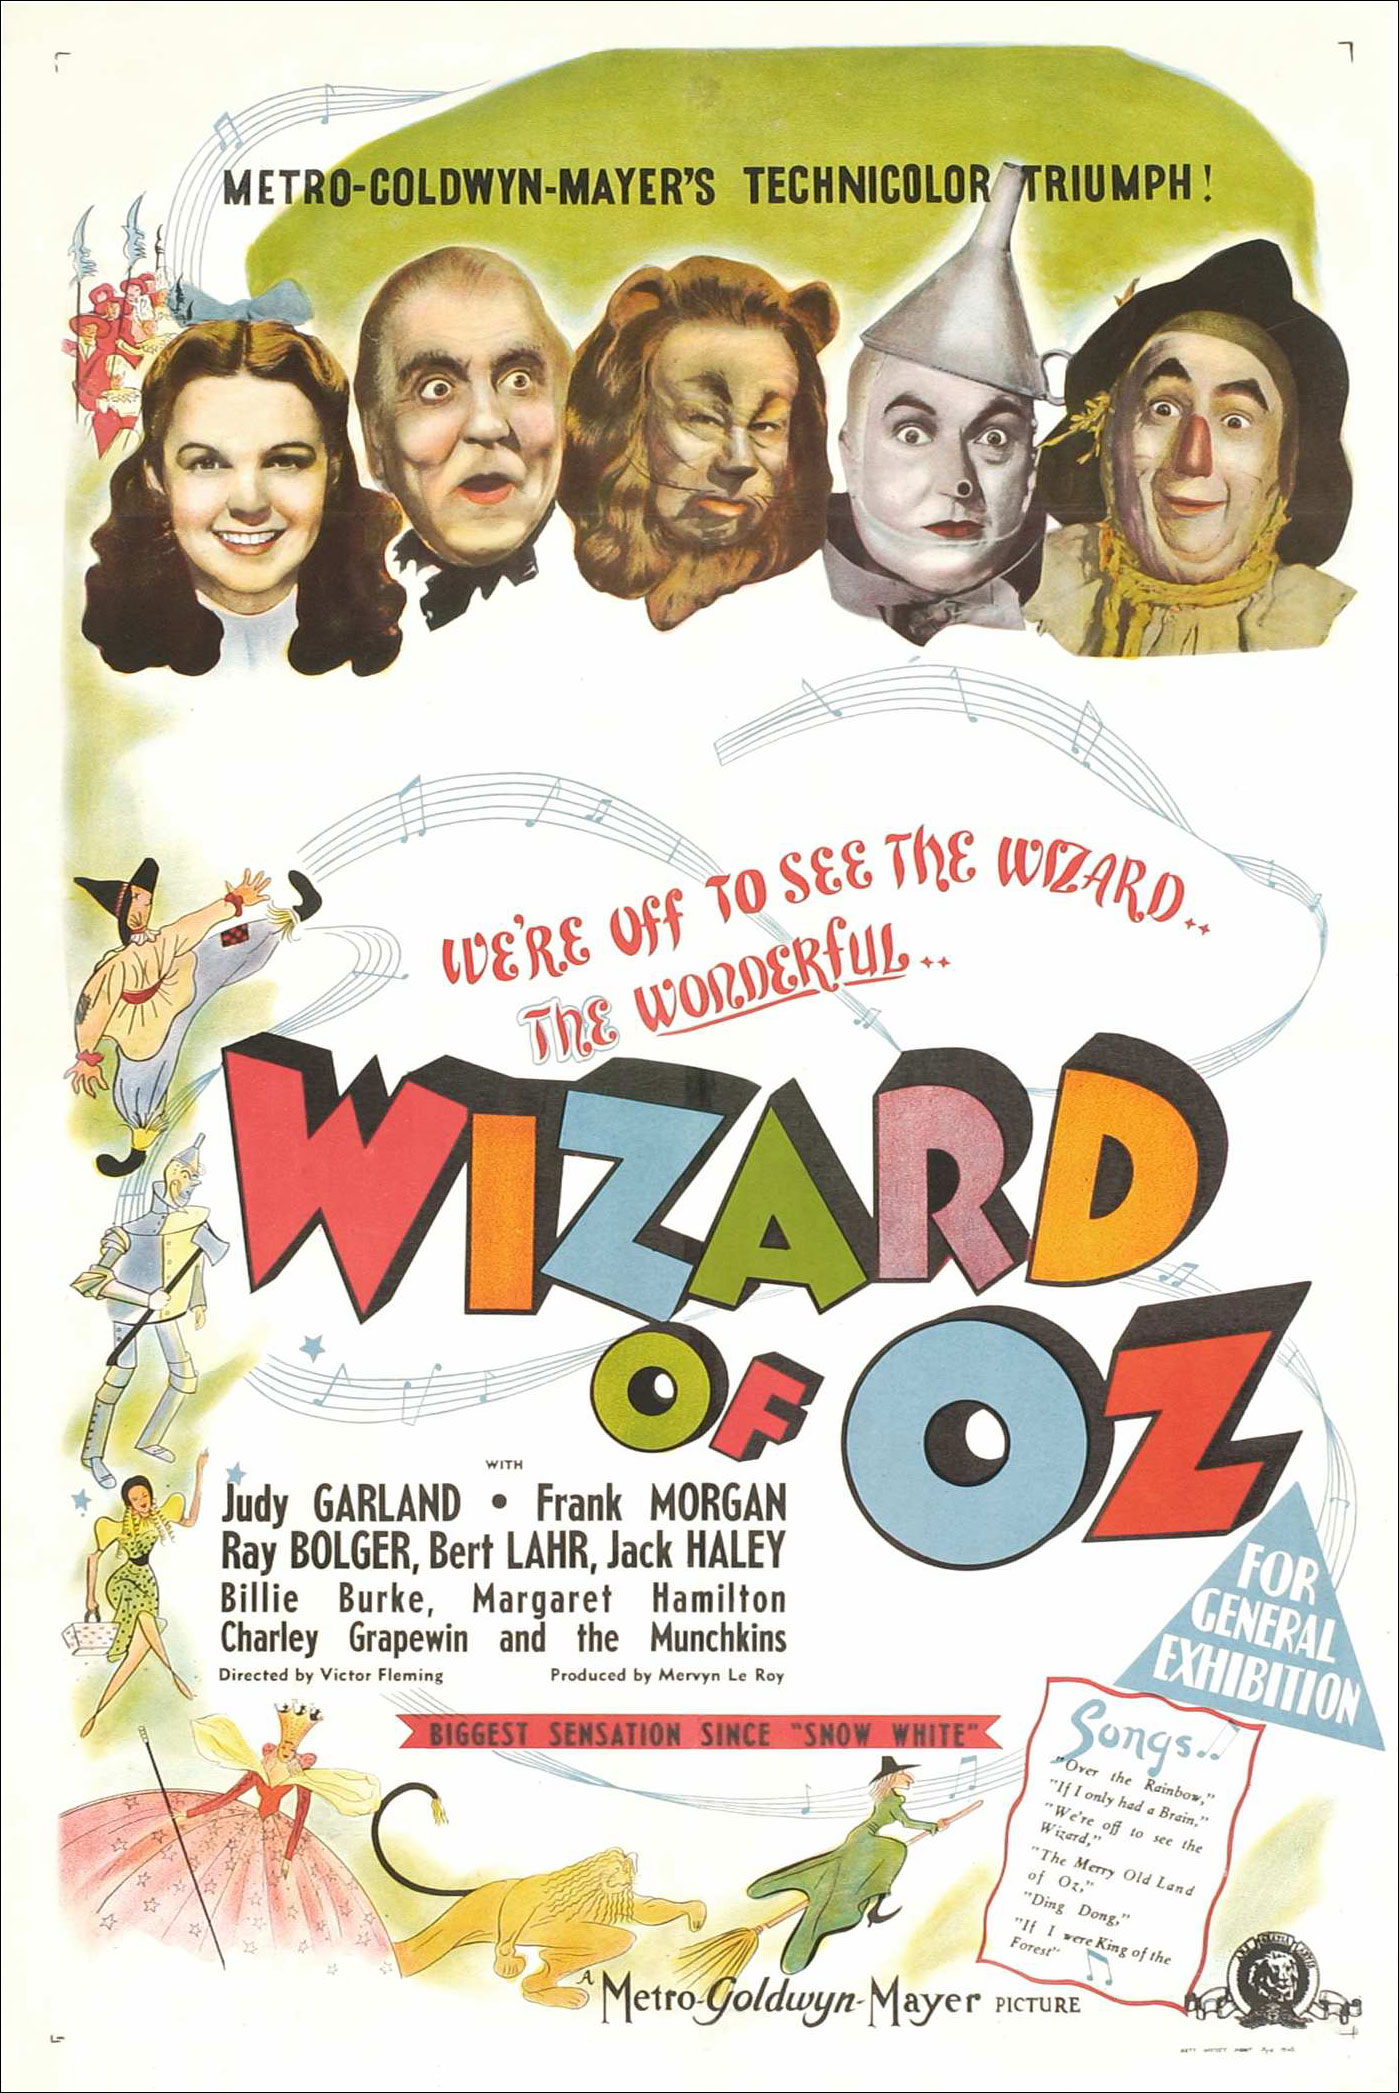 METRO-GOLDWYN-MAYER'S TECHNICOLOR TRIUMPH!
WE'RE OFF TO SEE THE WIZARD..
THE WONDERFUL..
WIZARD
OF OZ
WITH
Judy GARLAND • Frank MORGAN
Ray BOLGER, Bert LAHR, Jack HALEY
Billie Burke, Margaret Hamilton
Charley Grapewin and the Munchkins
Directed by Victor Fleming Produced by Mervyn Le Roy
FOR
GENERAL
EXHIBITION
BIGGEST SENSATION SINCE "SNOW WHITE"
Songs..
"Over the Rainbow,"
"If I only had a Brain,"
"We're off to see the
Wizard,"
"The Merry Old Land
of Oz,"
"Ding Dong,"
"If I were King of the
Forest"
A Metro-Goldwyn-Mayer PICTURE